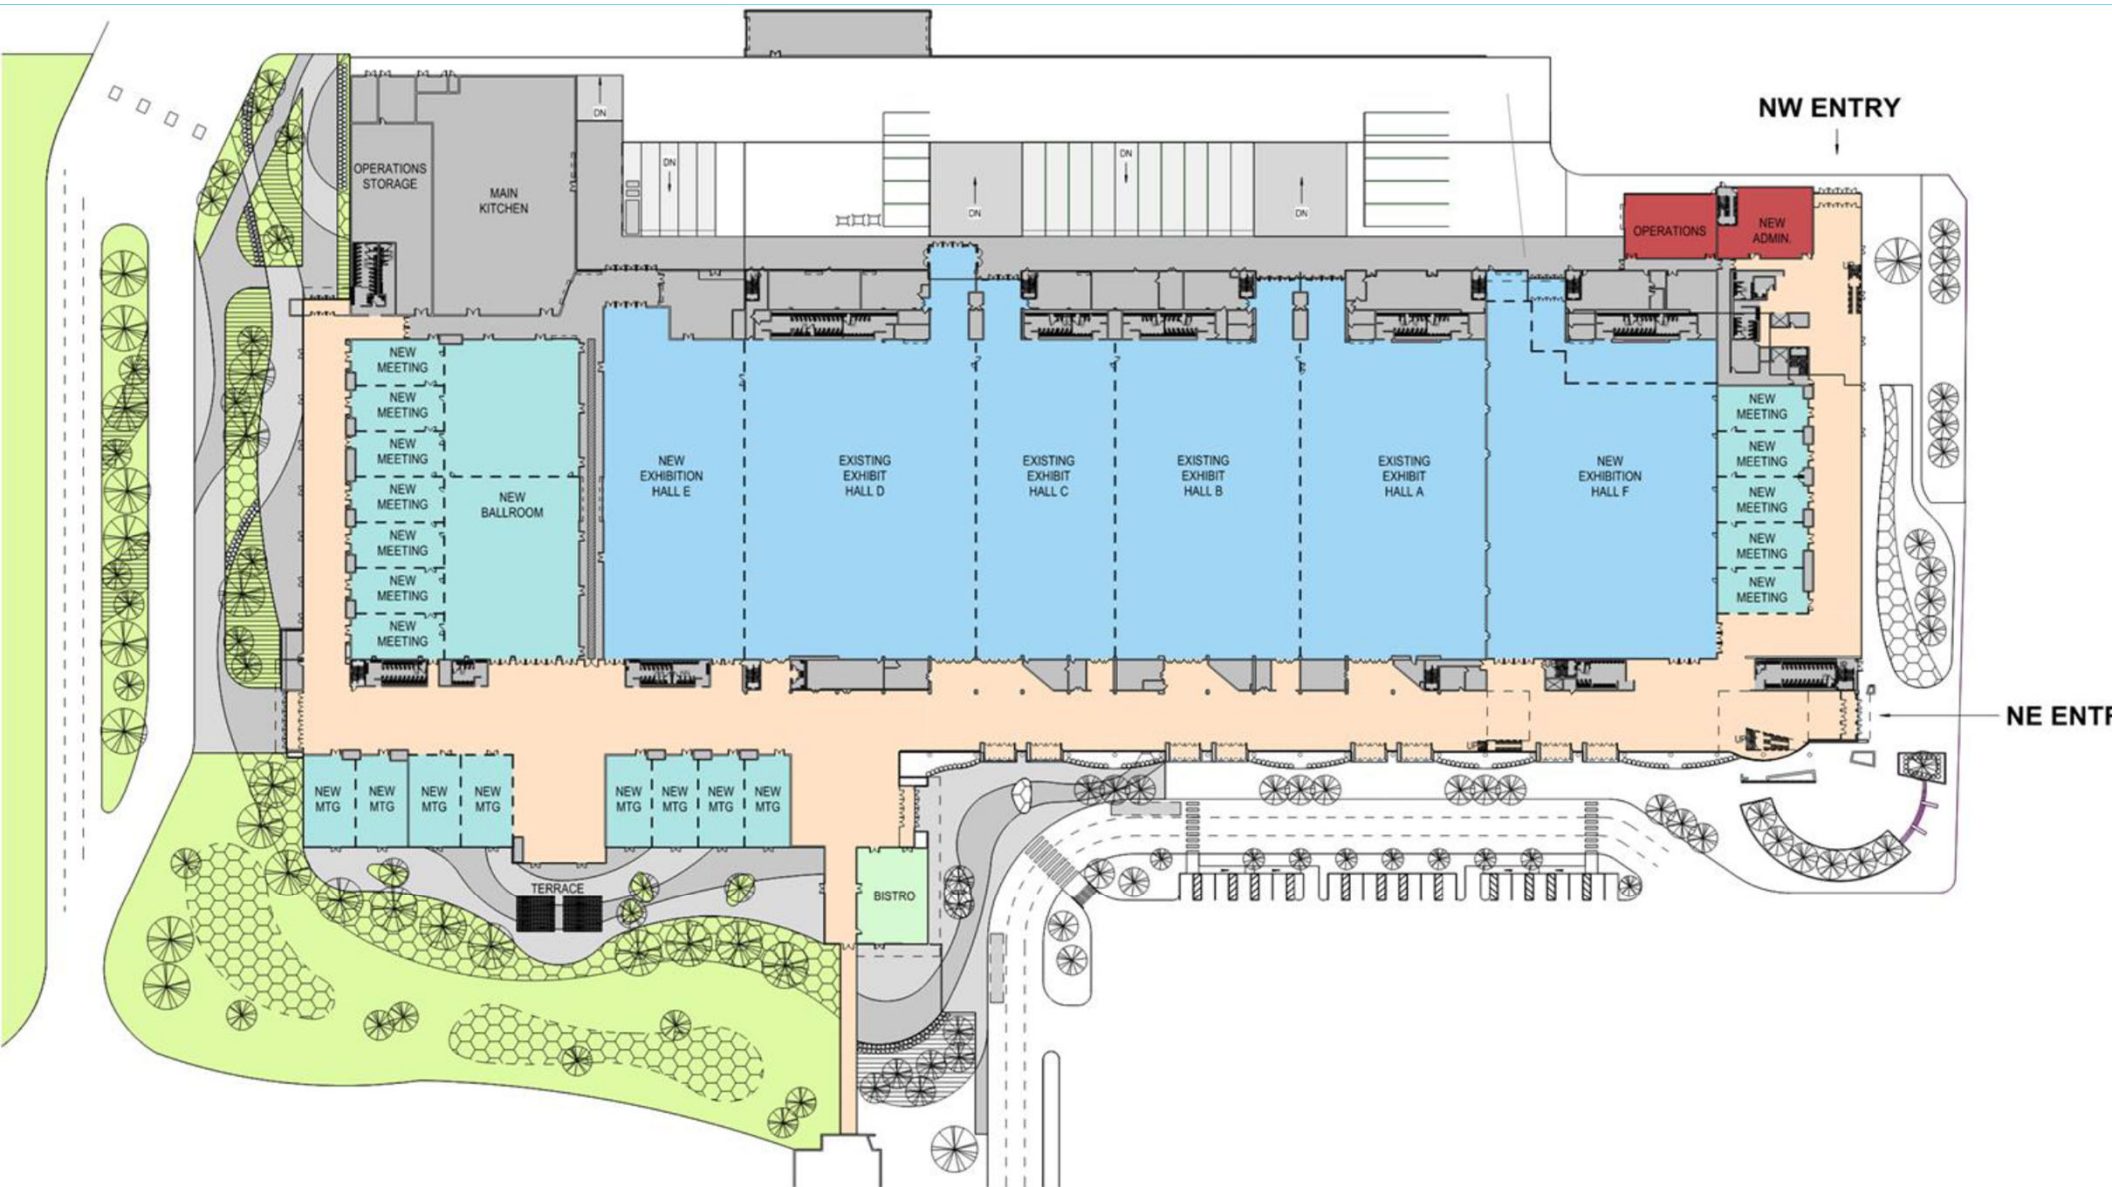 NW ENTRY
DN
DN
DN
DN
DN
OPERATIONS
STORAGE
MAIN
KITCHEN
OPERATIONS
NEW
ADMIN.
NEW
MEETING
NEW
MEETING
NEW
MEETING
NEW
MEETING
NEW
MEETING
NEW
MEETING
NEW
MEETING
NEW
BALLROOM
NEW
EXHIBITION
HALL E
EXISTING
EXHIBIT
HALL D
EXISTING
EXHIBIT
HALL C
EXISTING
EXHIBIT
HALL B
EXISTING
EXHIBIT
HALL A
NEW
EXHIBITION
HALL F
NEW
MEETING
NEW
MEETING
NEW
MEETING
NEW
MEETING
NEW
MEETING
NE ENTR
UP
UP
NEW
MTG
NEW
MTG
NEW
MTG
NEW
MTG
NEW
MTG
NEW
MTG
NEW
MTG
NEW
MTG
TERRACE
BISTRO